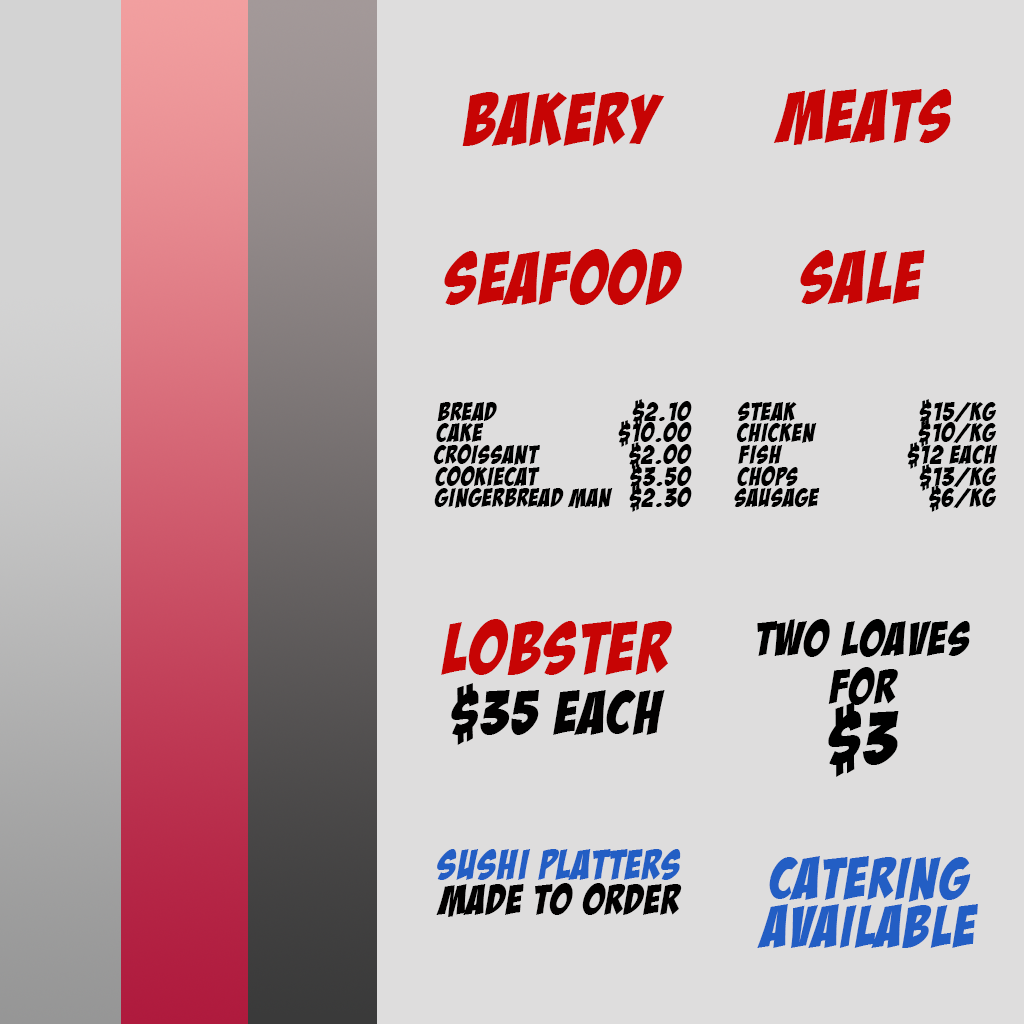 BAKERY
MEATS
SEAFOOD
SALE
BREAD $2.10
CAKE $10.00
CROISSANT $2.00
COOKIECAT $3.50
GINGERBREAD MAN $2.30
STEAK $15/KG
CHICKEN $10/KG
FISH $12 EACH
CHOPS $13/KG
SAUSAGE $6/KG
LOBSTER
$35 EACH
TWO LOAVES
FOR
$3
SUSHI PLATTERS
MADE TO ORDER
CATERING
AVAILABLE